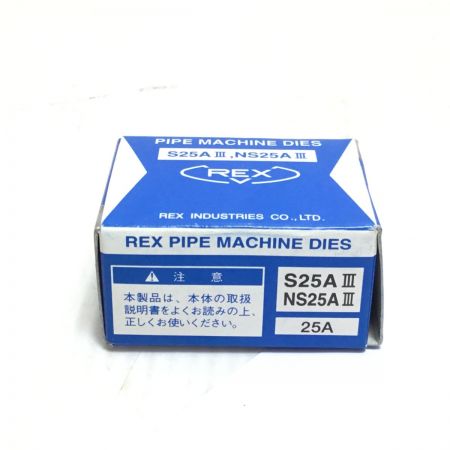 PIPE MACHINE DIES
S25AⅢ,NS25AⅢ
REX
REX INDUSTRIES CO.,LTD.
REX PIPE MACHINE DIES
注意
本製品は、本体の取扱
説明書をよくお読みの上、
正しくお使いください。
S25AⅢ
NS25AⅢ
25A